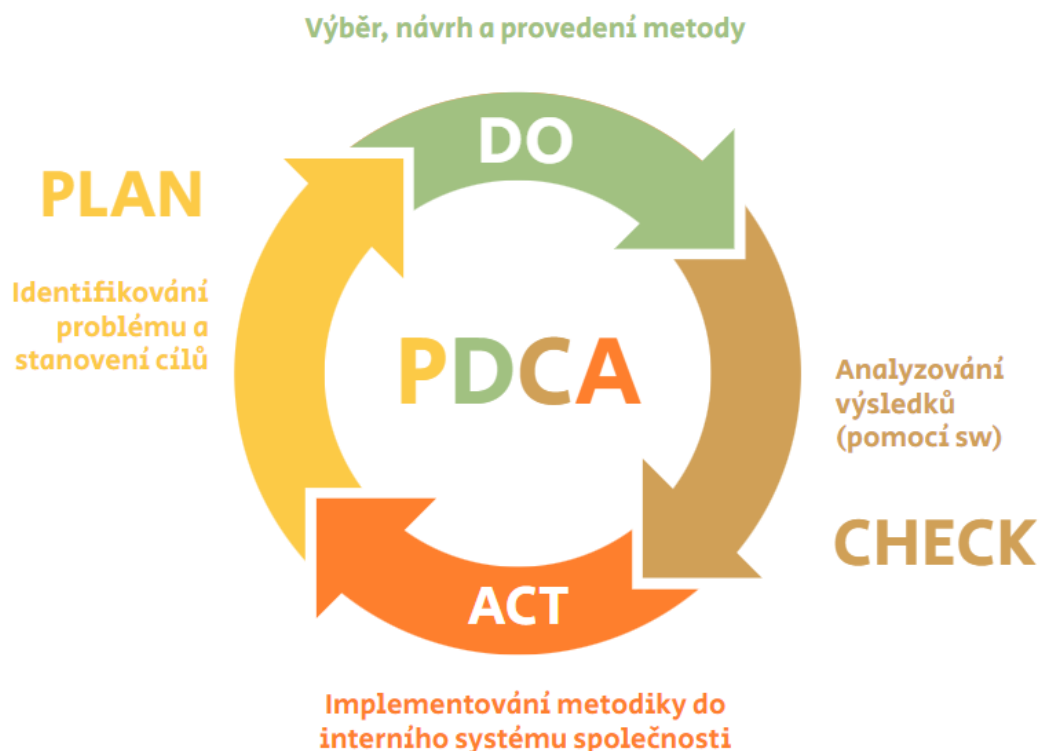 Výběr, návrh a provedení metody
DO
PLAN
Identifikování
problému a
stanovení cílů
PDCA
Analyzování
výsledků
(pomocí sw)
CHECK
ACT
Implementování metodiky do
interního systému společnosti